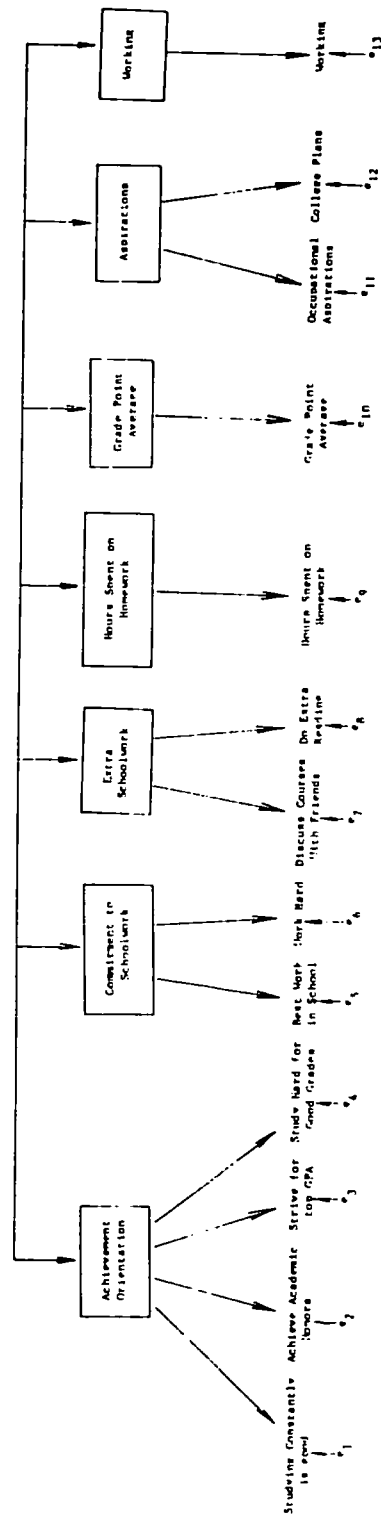 Achievement
Orientation
Commitment to
Schoolwork
Extra
Schoolwork
Hours Spent on
Homework
Grade Point
Average
Aspirations
Working
Studying Constantly
is good
Achieve Academic
Honors
Strive for
top GPA
Study Hard for
Good Grades
Best Work
in School
Work Hard
Discuss Courses
With Friends
Do Extra
Reading
Hours Spent on
Homework
Grade Point
Average
Occupational
Aspirations
College Plans
Working
e1
e2
e3
e4
e5
e6
e7
e8
e9
e10
e11
e12
e13